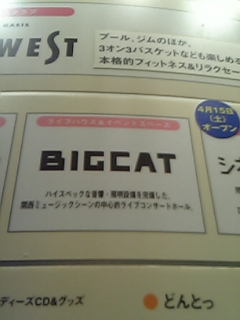 OASIS
WEST
プール、ジムのほか、
3オン3バスケットなども楽しめる
本格的フィットネス&リラクセー
ライブハウス&イベントスペース
4月15日
(土)
オープン
BIGCAT
シネ
ハイスペックな音響・照明設備を完備した、
関西ミュージックシーンの中心的ライブコンサートホール。
ディーズCD&グッズ
どんとっ